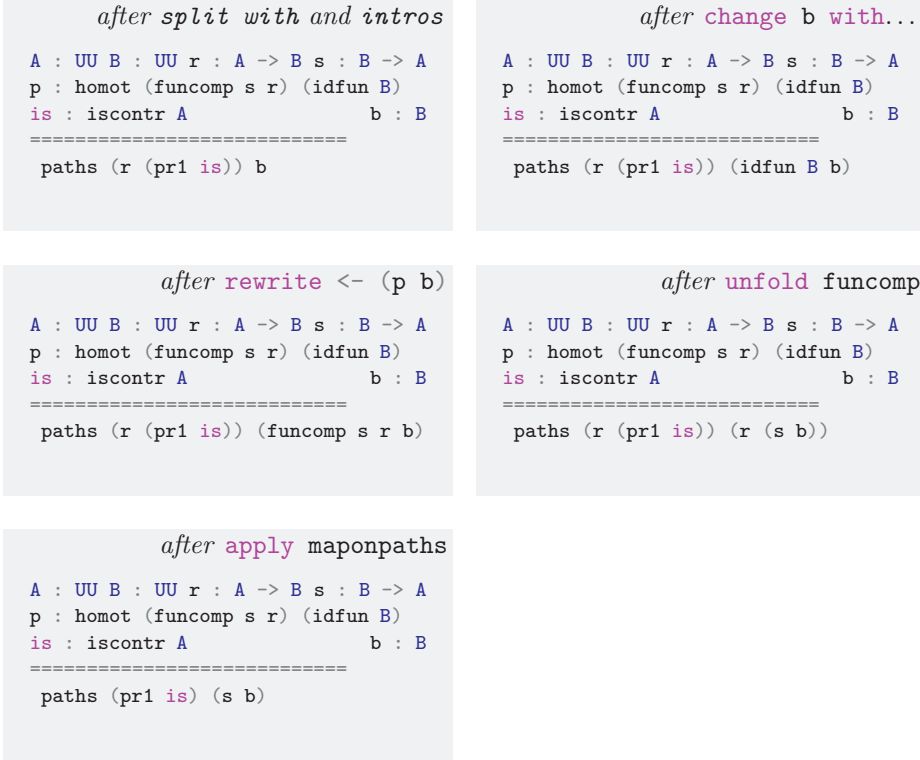 after split with and intros
A : UU B : UU r : A -> B s : B -> A
p : homot (funcomp s r) (idfun B)
is : iscontr A b : B
============================
paths (r (pr1 is)) b
after change b with...
A : UU B : UU r : A -> B s : B -> A
p : homot (funcomp s r) (idfun B)
is : iscontr A b : B
============================
paths (r (pr1 is)) (idfun B b)
after rewrite <- (p b)
A : UU B : UU r : A -> B s : B -> A
p : homot (funcomp s r) (idfun B)
is : iscontr A b : B
============================
paths (r (pr1 is)) (funcomp s r b)
after unfold funcomp
A : UU B : UU r : A -> B s : B -> A
p : homot (funcomp s r) (idfun B)
is : iscontr A b : B
============================
paths (r (pr1 is)) (r (s b))
after apply maponpaths
A : UU B : UU r : A -> B s : B -> A
p : homot (funcomp s r) (idfun B)
is : iscontr A b : B
============================
paths (pr1 is) (s b)